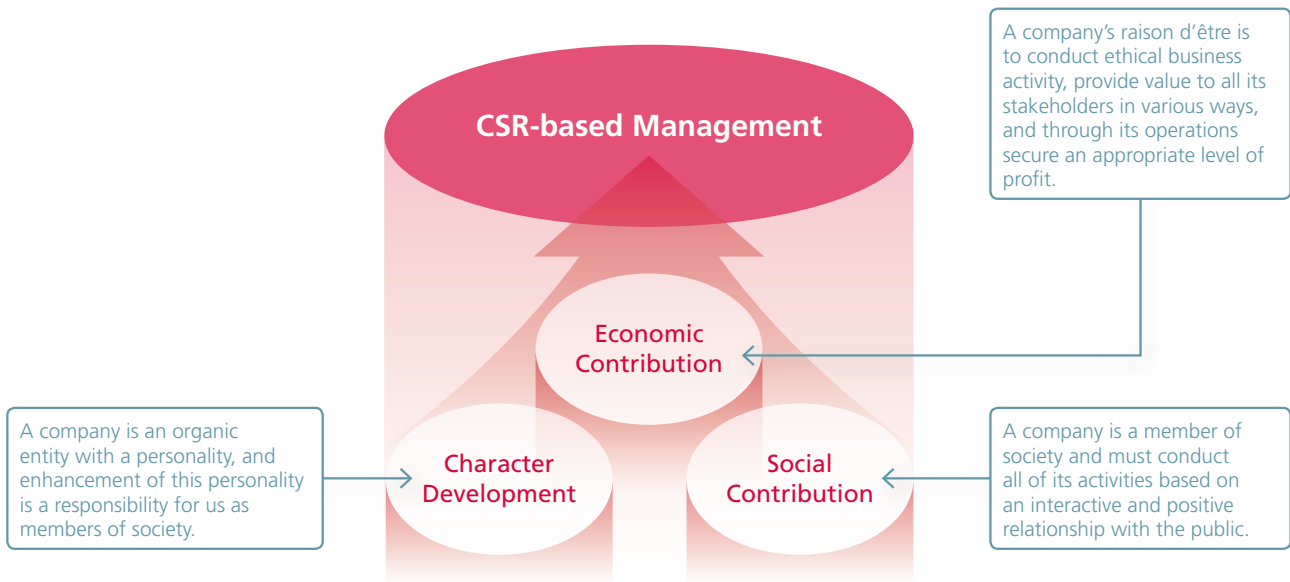 A company’s raison d’être is
to conduct ethical business
activity, provide value to all its
stakeholders in various ways,
and through its operations
secure an appropriate level of
profit.
CSR-based Management
Economic
Contribution
A company is an organic
entity with a personality, and
enhancement of this personality
is a responsibility for us as
members of society.
Character
Development
Social
Contribution
A company is a member of
society and must conduct
all of its activities based on
an interactive and positive
relationship with the public.